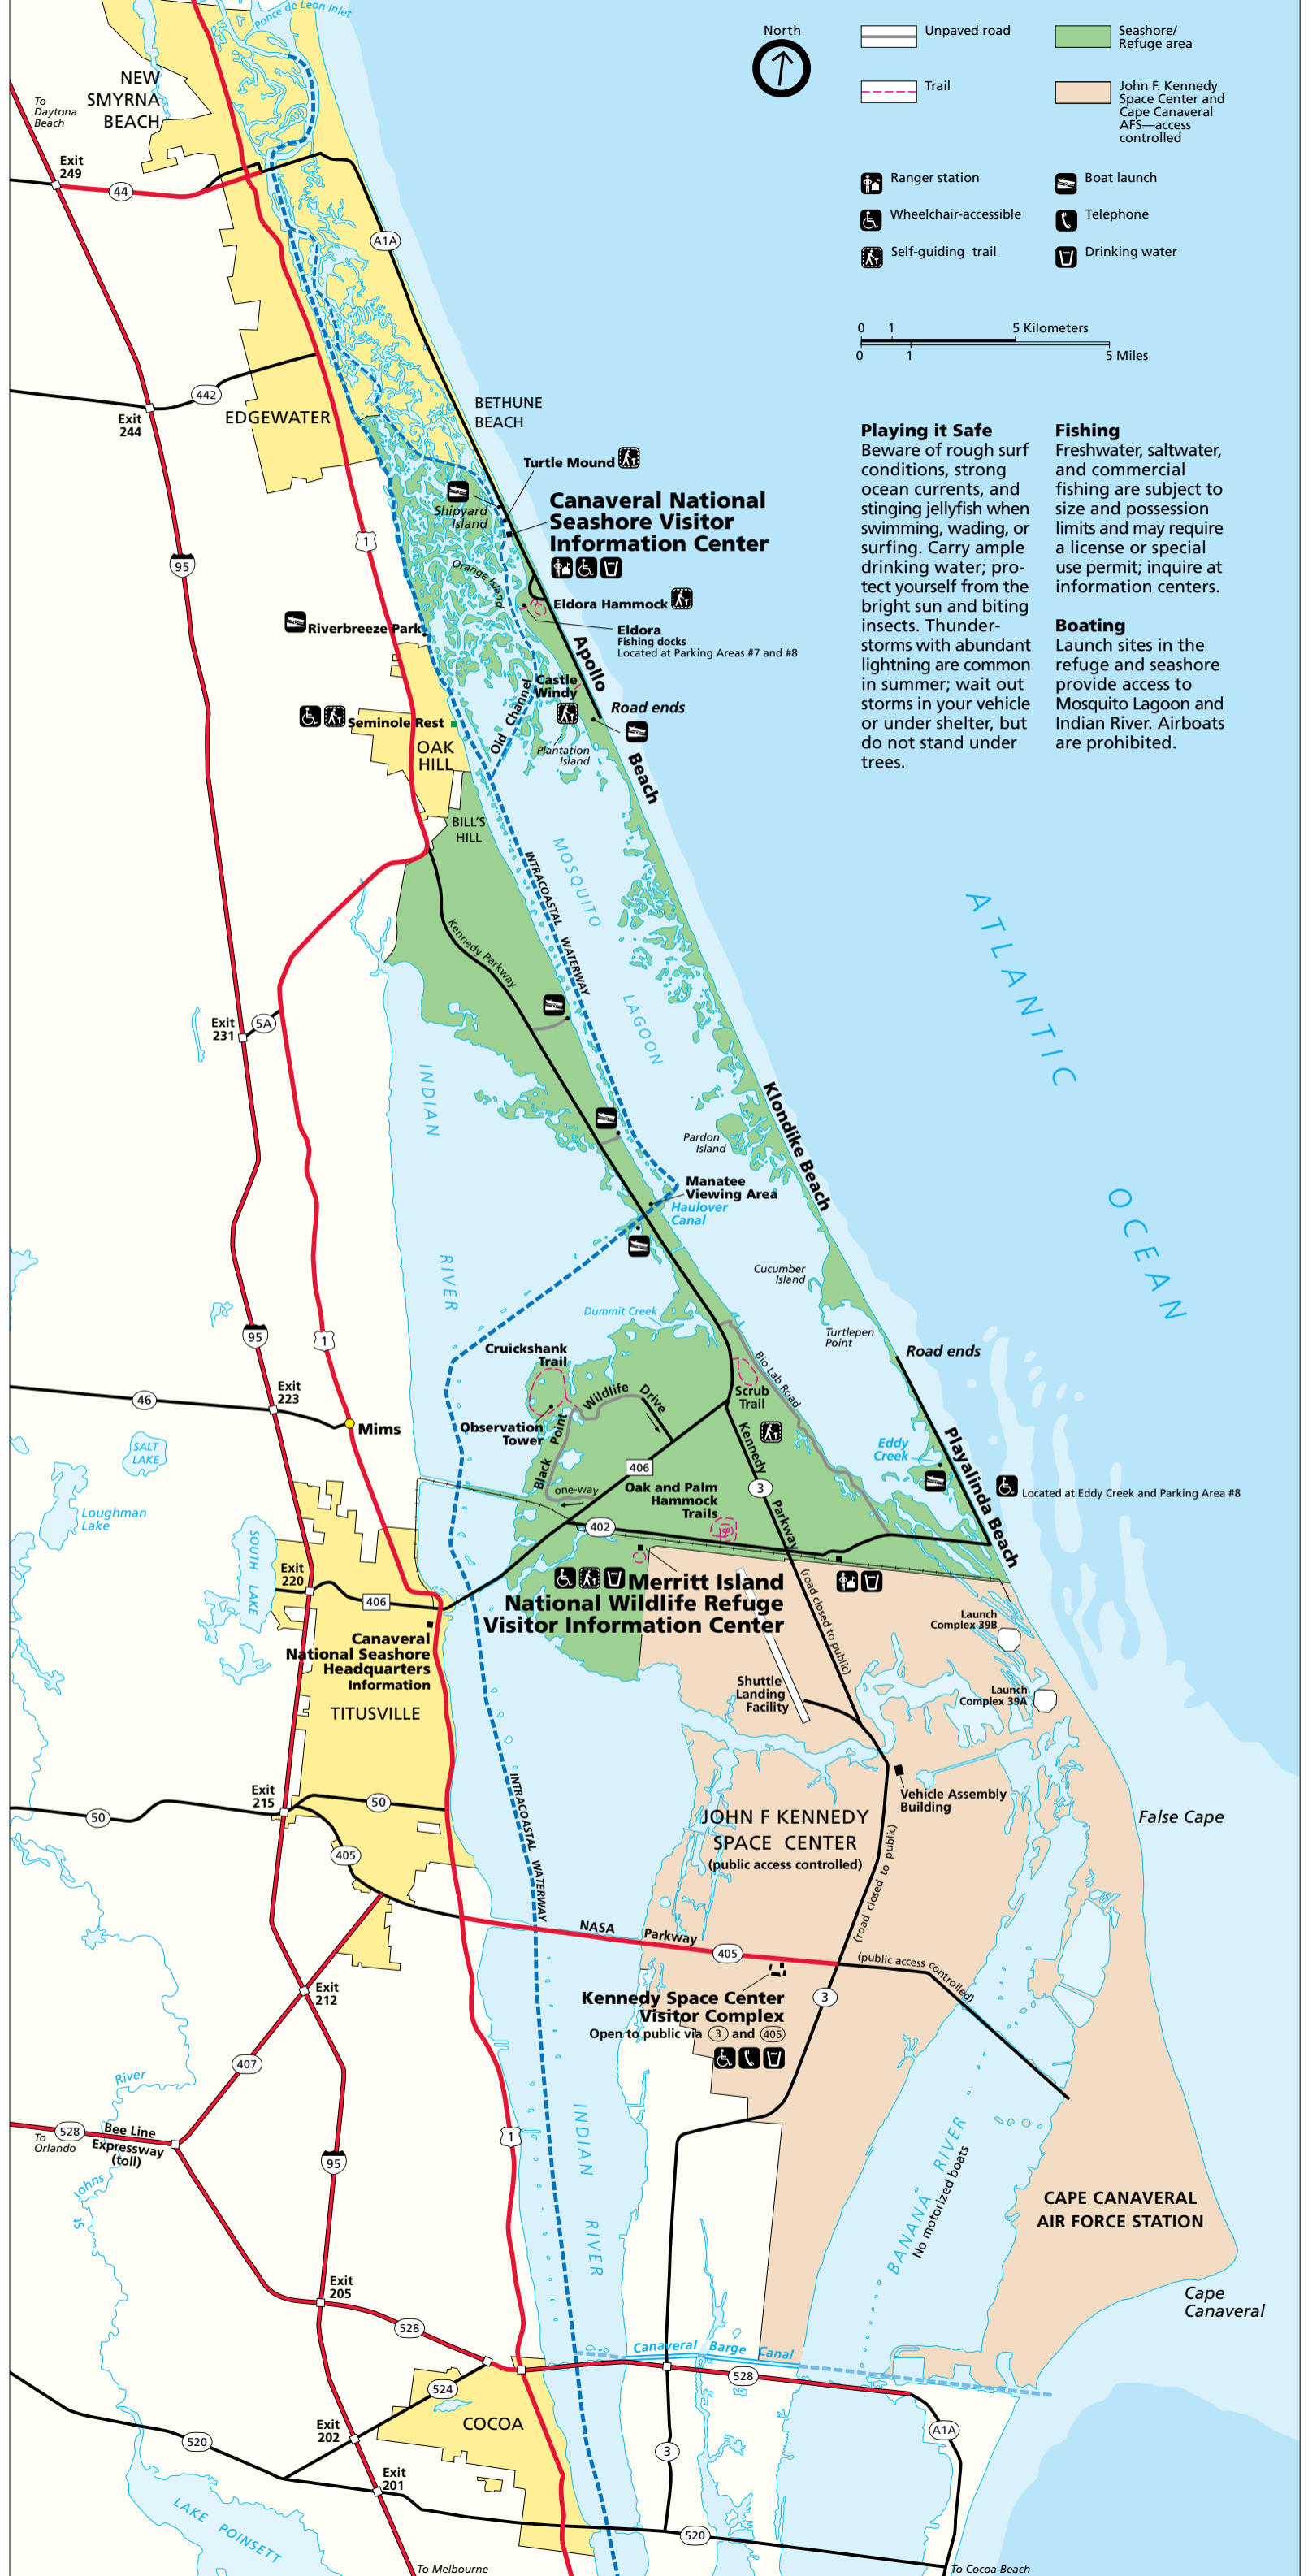 Ponce de Leon Inlet
NEW
SMYRNA
BEACH
To
Daytona
Beach
Exit
249
44
A1A
North
Unpaved road
Trail
Seashore/
Refuge area
John F. Kennedy
Space Center and
Cape Canaveral
AFS—access
controlled
Ranger station
Boat launch
Wheelchair-accessible
Telephone
Self-guiding trail
Drinking water
0 1 5 Kilometers
0 1 5 Miles
442
Exit
244
EDGEWATER
BETHUNE
BEACH
Turtle Mound
Shipyard
Island
Canaveral National
Seashore Visitor
Information Center
1
95
Orange Island
Eldora Hammock
Eldora
Fishing docks
Located at Parking Areas #7 and #8
Riverbreeze Park
Apollo
Beach
Castle
Windy
Old Channel
Road ends
Seminole Rest
Plantation
Island
OAK
HILL
BILL'S
HILL
Playing it Safe
Beware of rough surf
conditions, strong
ocean currents, and
stinging jellyfish when
swimming, wading, or
surfing. Carry ample
drinking water; pro-
tect yourself from the
bright sun and biting
insects. Thunder-
storms with abundant
lightning are common
in summer; wait out
storms in your vehicle
or under shelter, but
do not stand under
trees.
Fishing
Freshwater, saltwater,
and commercial
fishing are subject to
size and possession
limits and may require
a license or special
use permit; inquire at
information centers.
Boating
Launch sites in the
refuge and seashore
provide access to
Mosquito Lagoon and
Indian River. Airboats
are prohibited.
INTRACOASTAL WATERWAY
MOSQUITO
LAGOON
ATLANTIC
OCEAN
Kennedy Parkway
Exit
231
5A
INDIAN
RIVER
Klondike Beach
Pardon
Island
Manatee
Viewing Area
Haulover
Canal
Cucumber
Island
Dummit Creek
Turtlepen
Point
Road ends
95
1
Cruickshank
Trail
Wildlife
Drive
Bio Lab Road
Scrub
Trail
Exit
223
46
Mims
Observation
Tower
Black Point
Kennedy
Parkway
3
Eddy
Creek
Playalinda Beach
Located at Eddy Creek and Parking Area #8
SALT
LAKE
406
one-way
Oak and Palm
Hammock
Trails
Loughman
Lake
SOUTH LAKE
402
Exit
220
406
Merritt Island
National Wildlife Refuge
Visitor Information Center
(road closed to public)
Launch
Complex 39B
Canaveral
National Seashore
Headquarters
Information
TITUSVILLE
Shuttle
Landing
Facility
Launch
Complex 39A
Exit
215
50
50
405
INTRACOASTAL WATERWAY
Vehicle Assembly
Building
JOHN F KENNEDY
SPACE CENTER
(public access controlled)
False Cape
(road closed to public)
NASA Parkway
405
(public access controlled)
Exit
212
Kennedy Space Center
Visitor Complex
Open to public via 3 and 405
3
407
River
Johns
St
528
To
Orlando
Bee Line
Expressway
(toll)
95
1
INDIAN
RIVER
BANANA RIVER
No motorized boats
CAPE CANAVERAL
AIR FORCE STATION
Cape
Canaveral
Exit
205
528
Canaveral Barge Canal
528
524
COCOA
A1A
520
Exit
202
3
Exit
201
LAKE POINSETT
520
To Melbourne
To Cocoa Beach